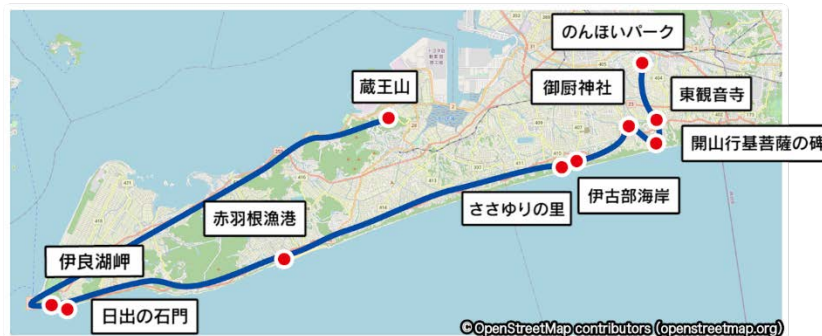 のんほいパーク
蔵王山
御厨神社
東観音寺
開山行基菩薩の碑
伊古部海岸
ささゆりの里
赤羽根漁港
伊良湖岬
日出の石門
©OpenStreetMap contributors (openstreetmap.org)